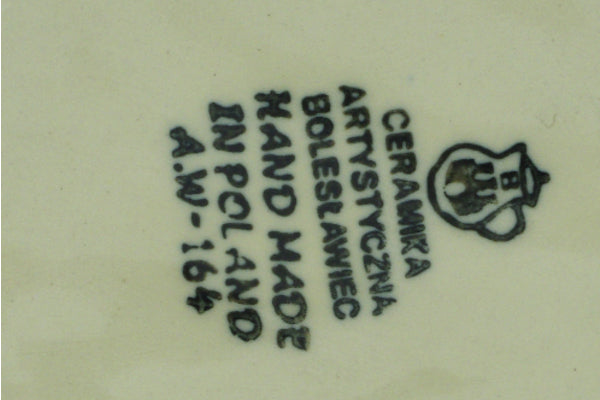 B
CERAMIKA
ARTYSTYCZNA
BOLESŁAWIEC
HAND MADE
IN POLAND
A.W-164